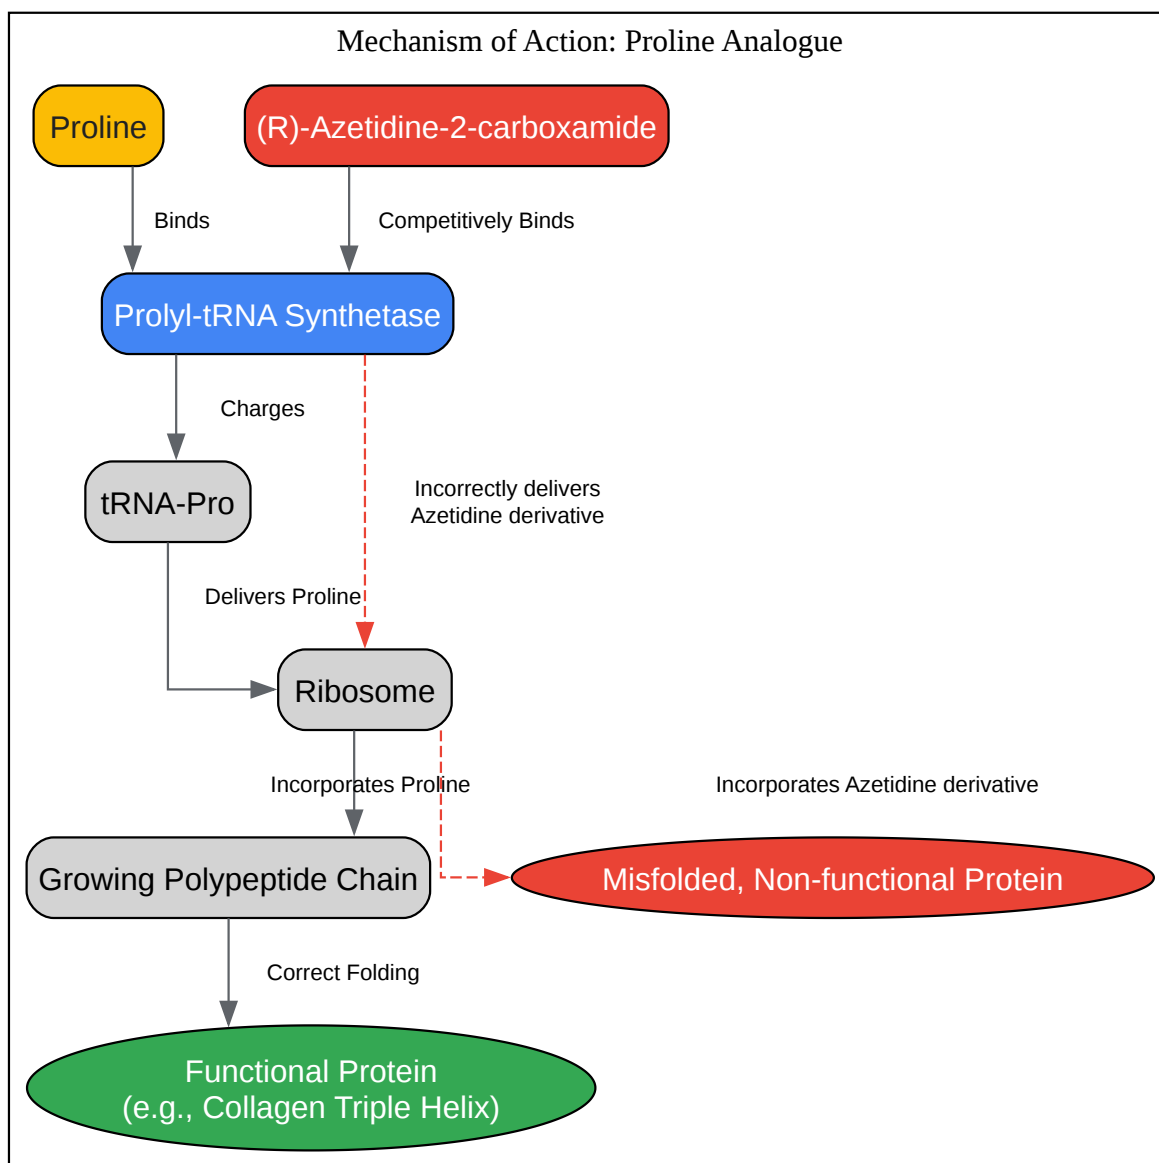 Mechanism of Action: Proline Analogue
Proline
(R)-Azetidine-2-carboxamide
Binds
Competitively Binds
Prolyl-tRNA Synthetase
Charges
Incorrectly delivers
Azetidine derivative
tRNA-Pro
Delivers Proline
Ribosome
Incorporates Proline
Incorporates Azetidine derivative
Growing Polypeptide Chain
Misfolded, Non-functional Protein
Correct Folding
Functional Protein
(e.g., Collagen Triple Helix)